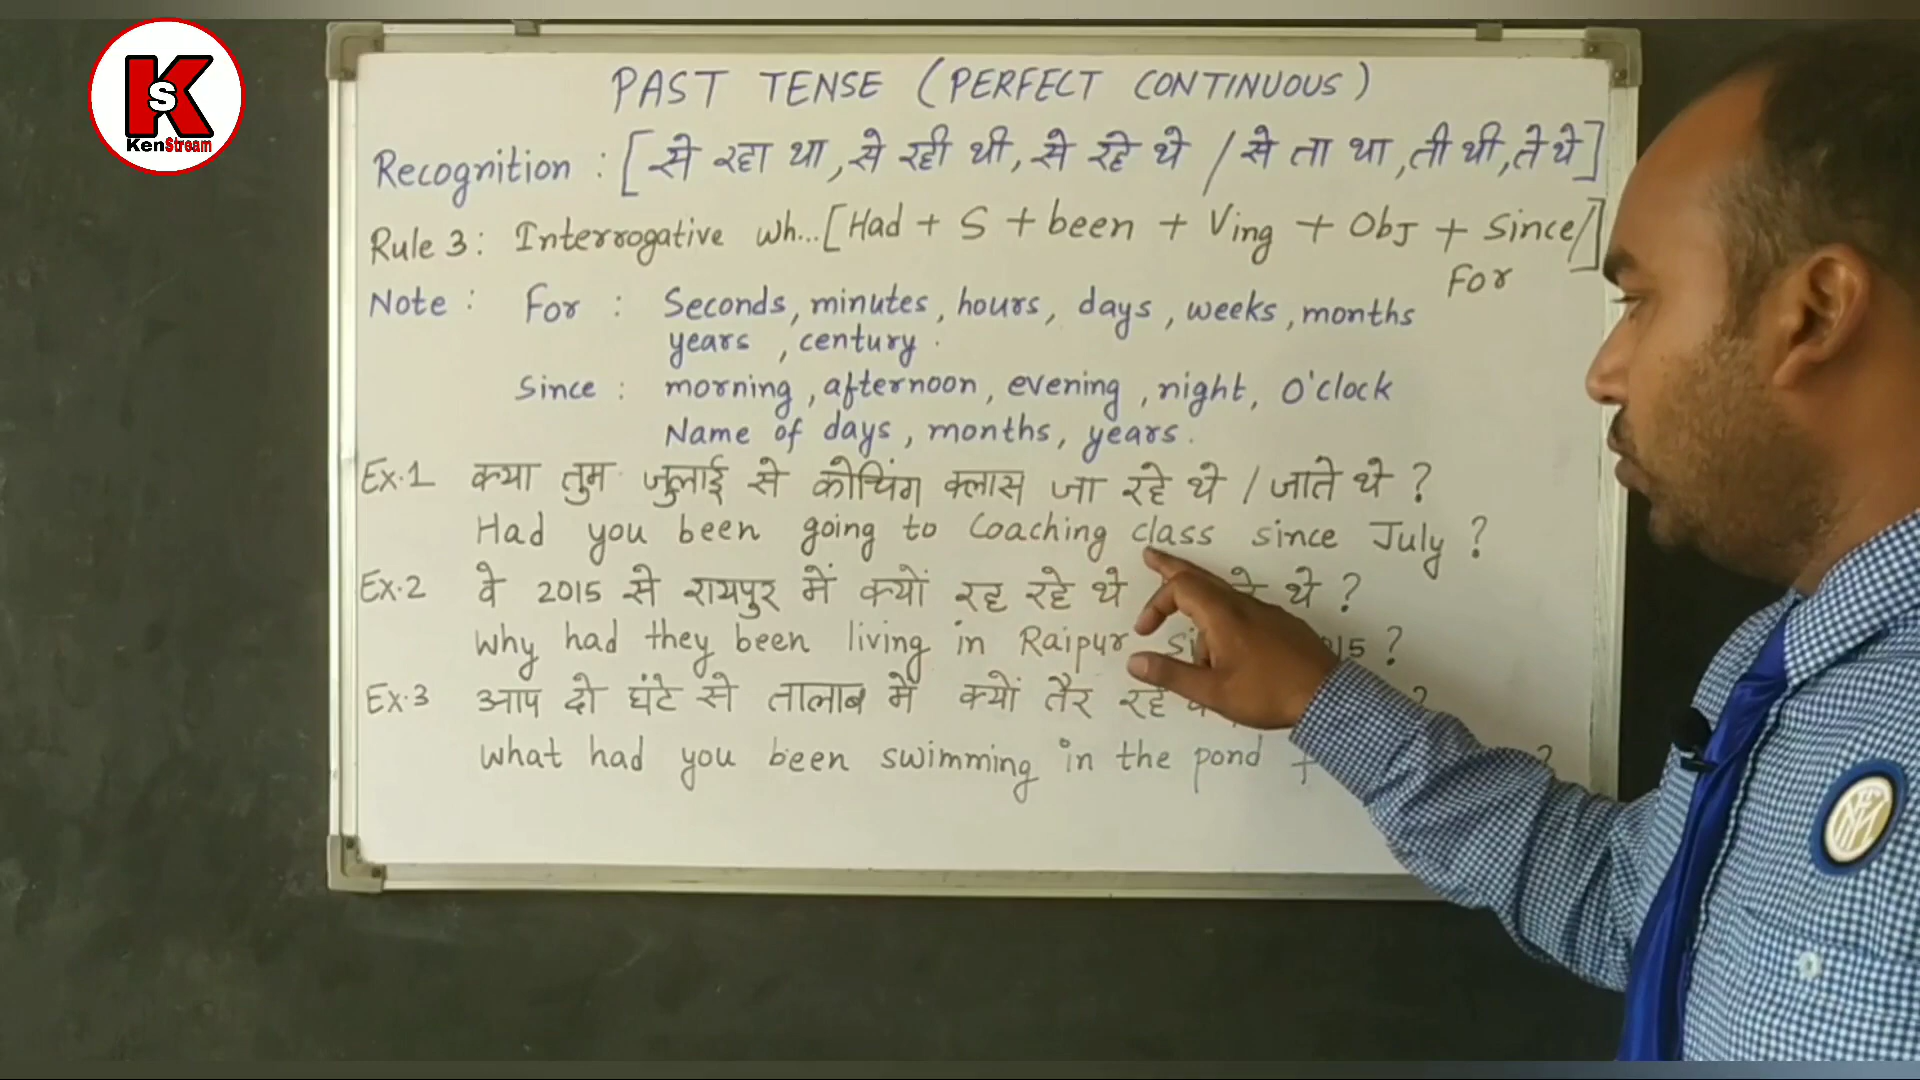 KS
KenStream
PAST TENSE (PERFECT CONTINUOUS)
Recognition : [से रहा था, से रही थी, से रहे थे / से ता था, ती थी, ते थे]
Rule 3 : Interrogative Wh...[Had + S + been + Ving + Obj + Since/]
For
Note : For : Seconds, minutes, hours, days, weeks, months
years, century.
Since : morning, afternoon, evening, night, O'clock
Name of days, months, years.
Ex.1 क्या तुम जुलाई से कोचिंग क्लास जा रहे थे / जाते थे ?
Had you been going to Coaching class since July ?
Ex.2 वे 2015 से रायपुर में क्यों रह रहे थे थे ?
Why had they been living in Raipur ?
Ex.3 आप दो घंटे से तालाब में क्यों तैर रहे ?
What had you been swimming in the pond ?